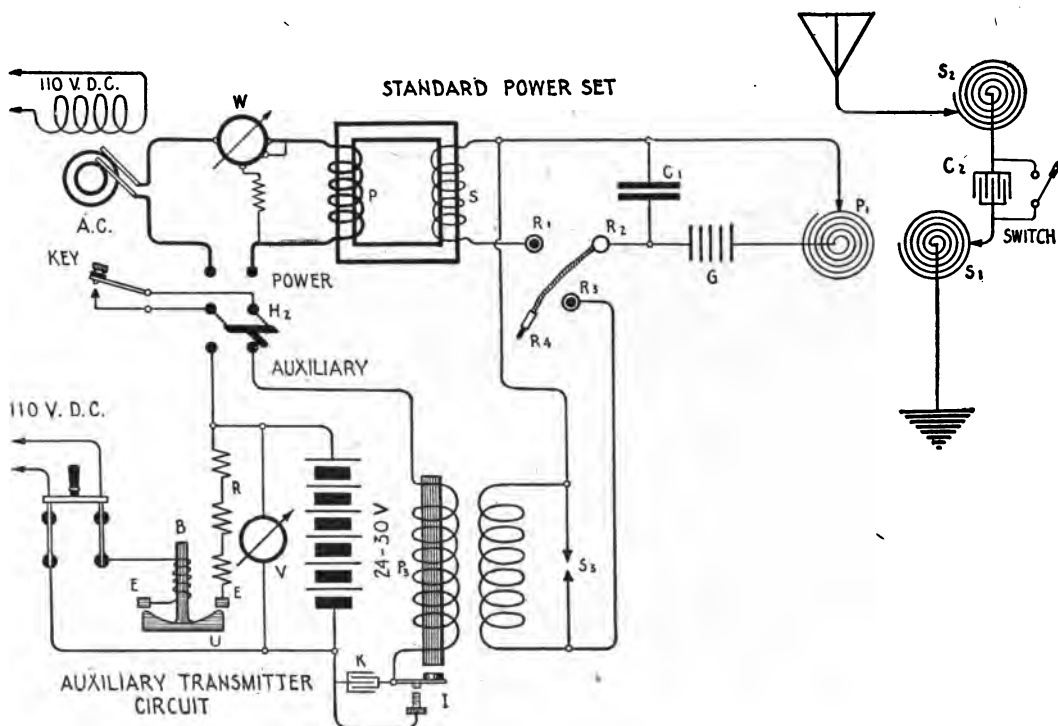 110 V. D.C.
W
STANDARD POWER SET
S2
C2
SWITCH
S1
A.C.
P
S
C1
P1
R1
R2
G
KEY
POWER
H2
R3
R4
AUXILIARY
110 V. D.C.
R
B
V
24-30 V
P3
S3
E
E
U
K
I
AUXILIARY TRANSMITTER
CIRCUIT